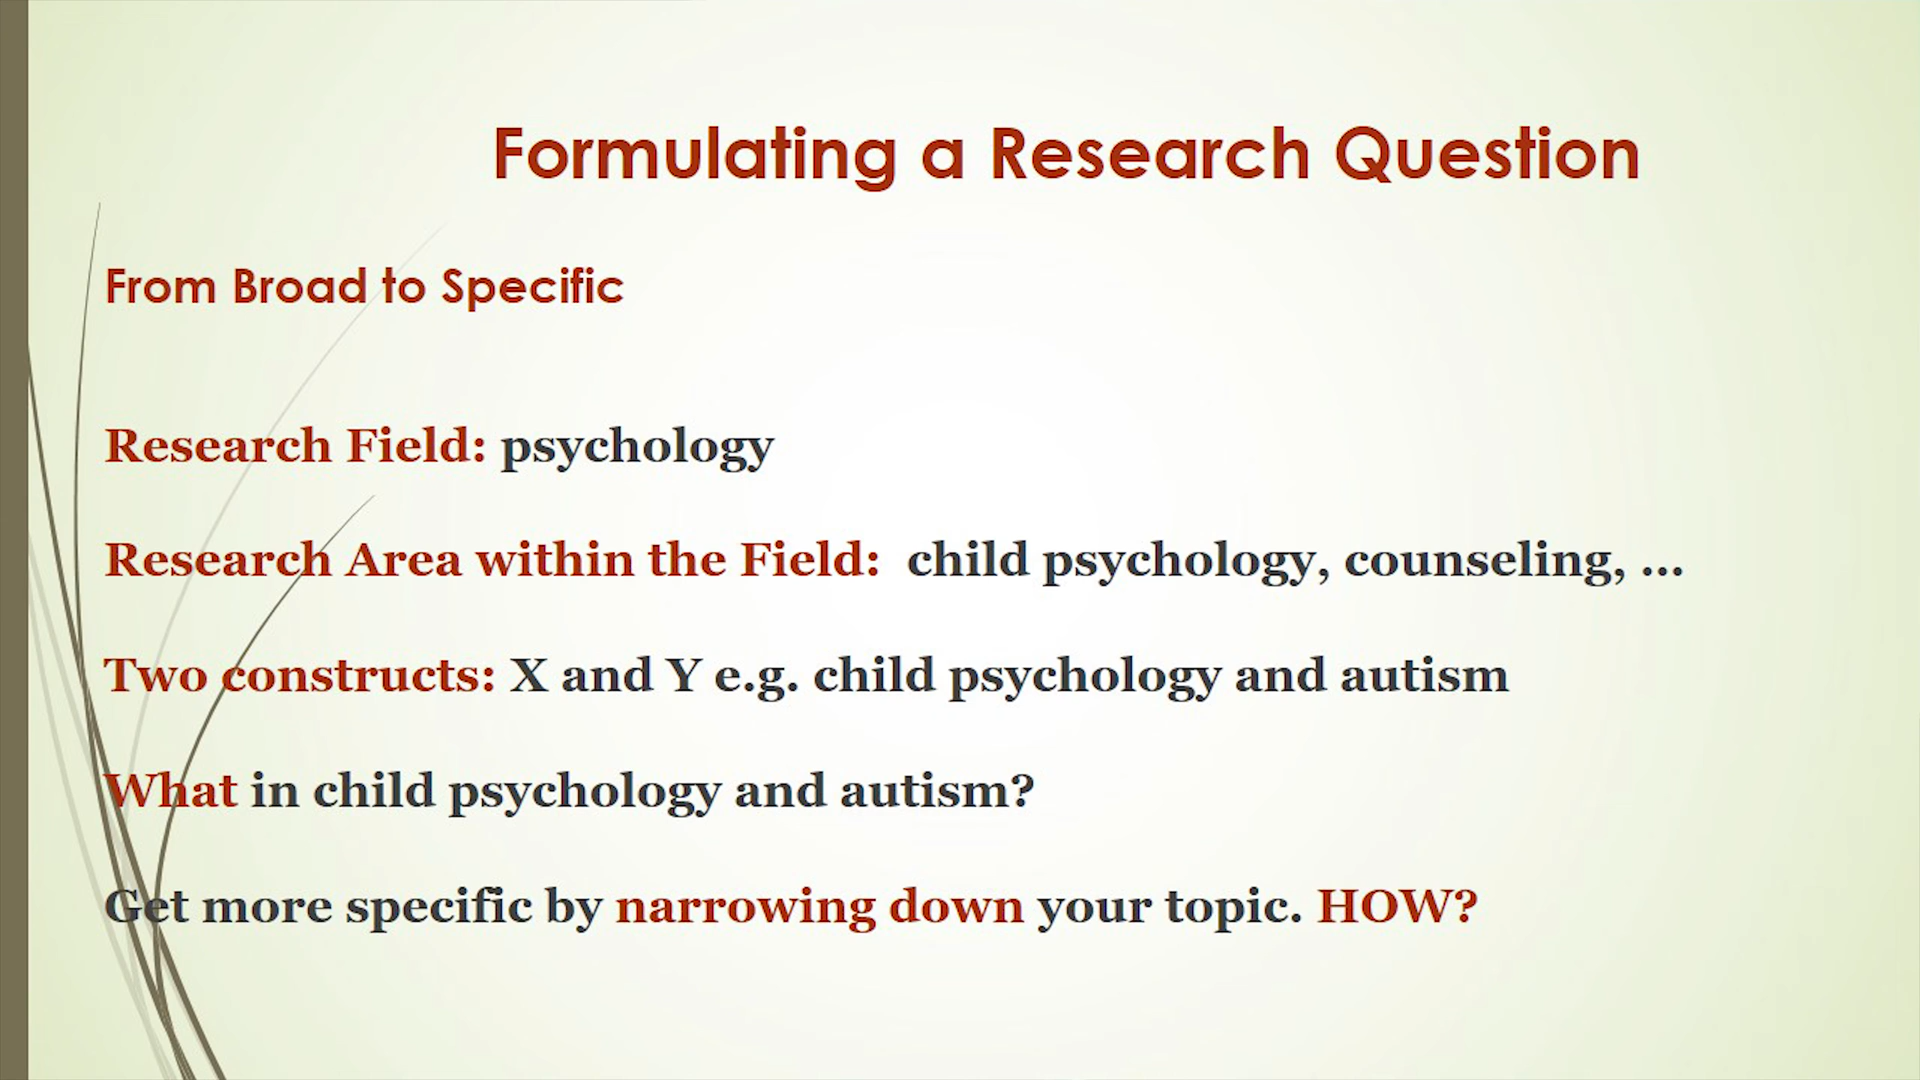 Formulating a Research Question
From Broad to Specific
Research Field: psychology
Research Area within the Field: child psychology, counseling, ...
Two constructs: X and Y e.g. child psychology and autism
What in child psychology and autism?
Get more specific by narrowing down your topic. HOW?